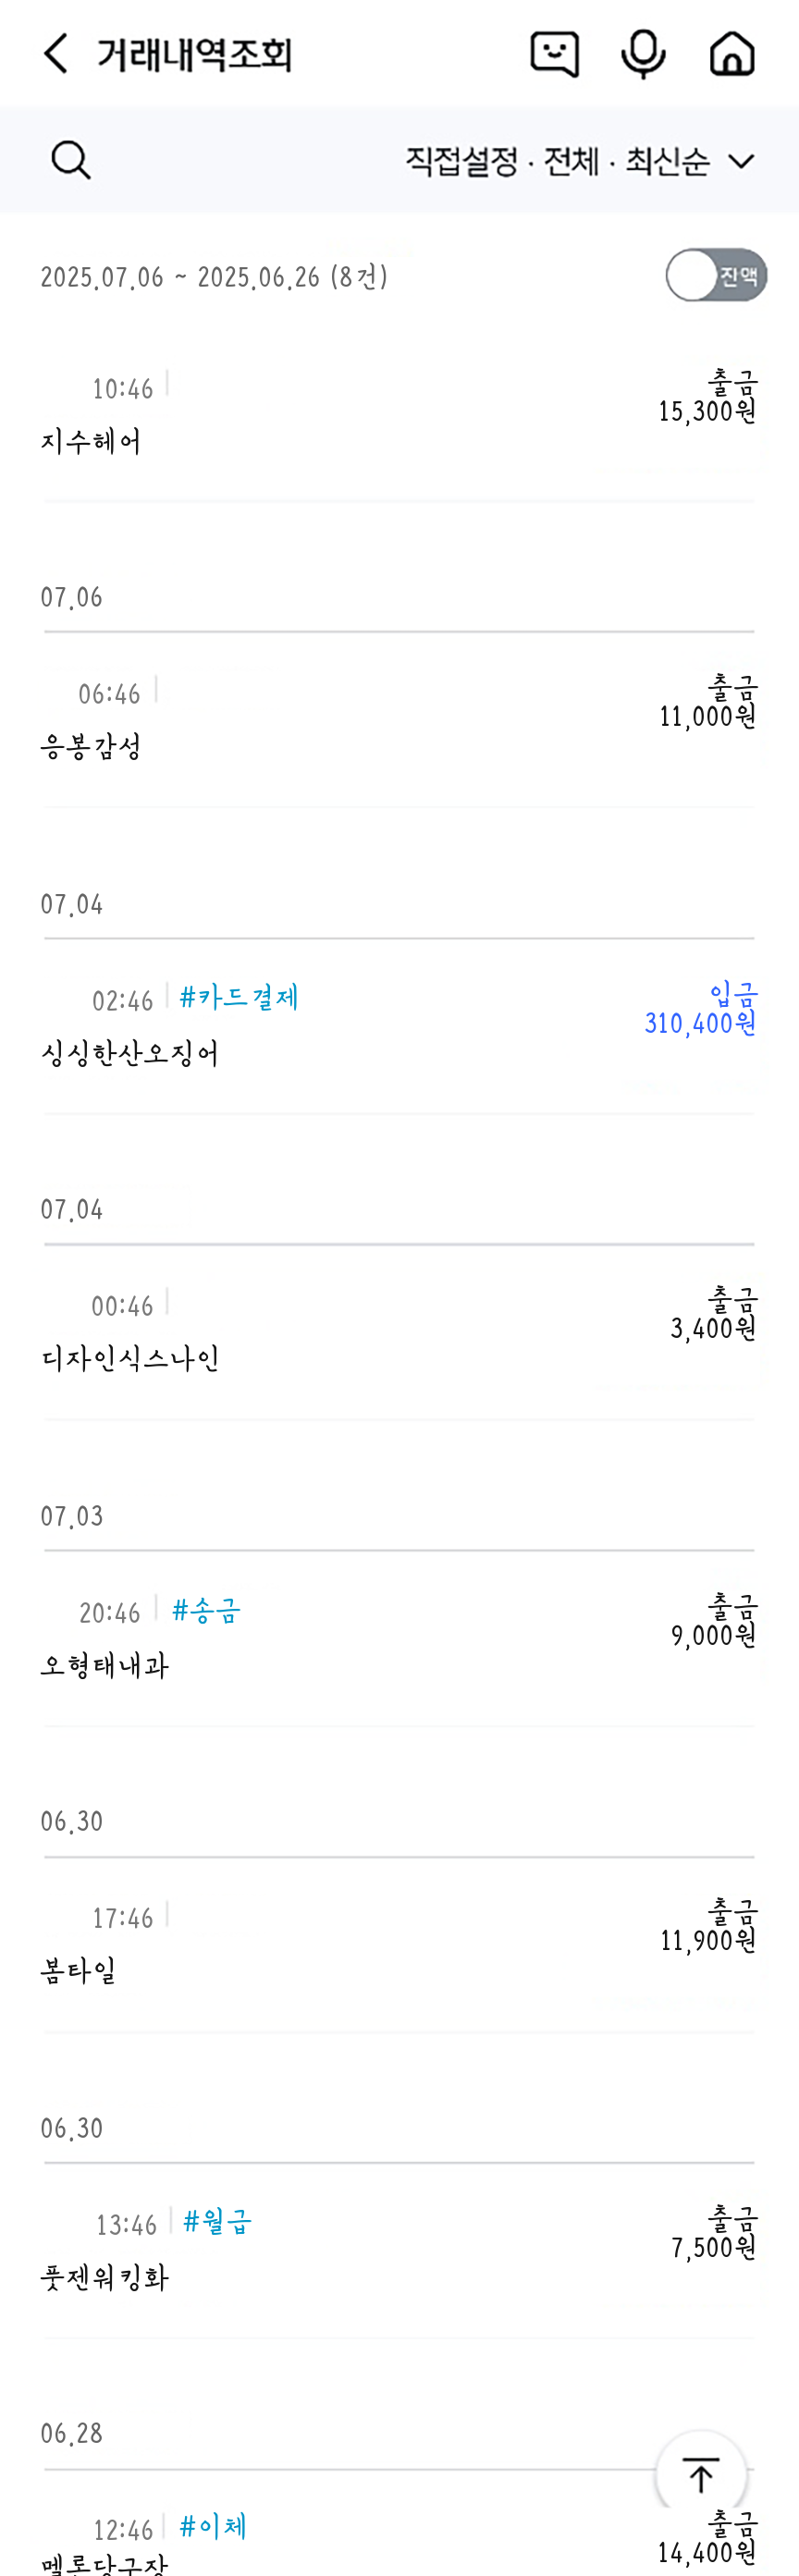 거래내역조회
직접설정 · 전체 · 최신순
2025.07.06 ~ 2025.06.26 (8건)
잔액
10:46
출금
15,300원
지수헤어
07.06
06:46
출금
11,000원
응봉감성
07.04
02:46 #카드결제
입금
310,400원
싱싱한산오징어
07.04
00:46
출금
3,400원
디자인식스나인
07.03
20:46 #송금
출금
9,000원
오형태내과
06.30
17:46
출금
11,900원
봄타일
06.30
13:46 #월급
출금
7,500원
풋젠워킹화
06.28
12:46 #이체
출금
14,400원
멜론당구장